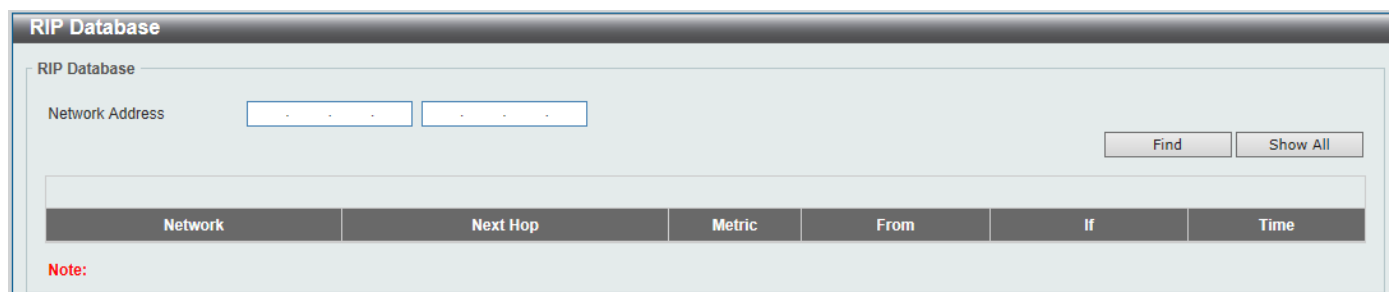 RIP Database
RIP Database
Network Address . . . . . .
Find Show All
Network Next Hop Metric From If Time
Note: